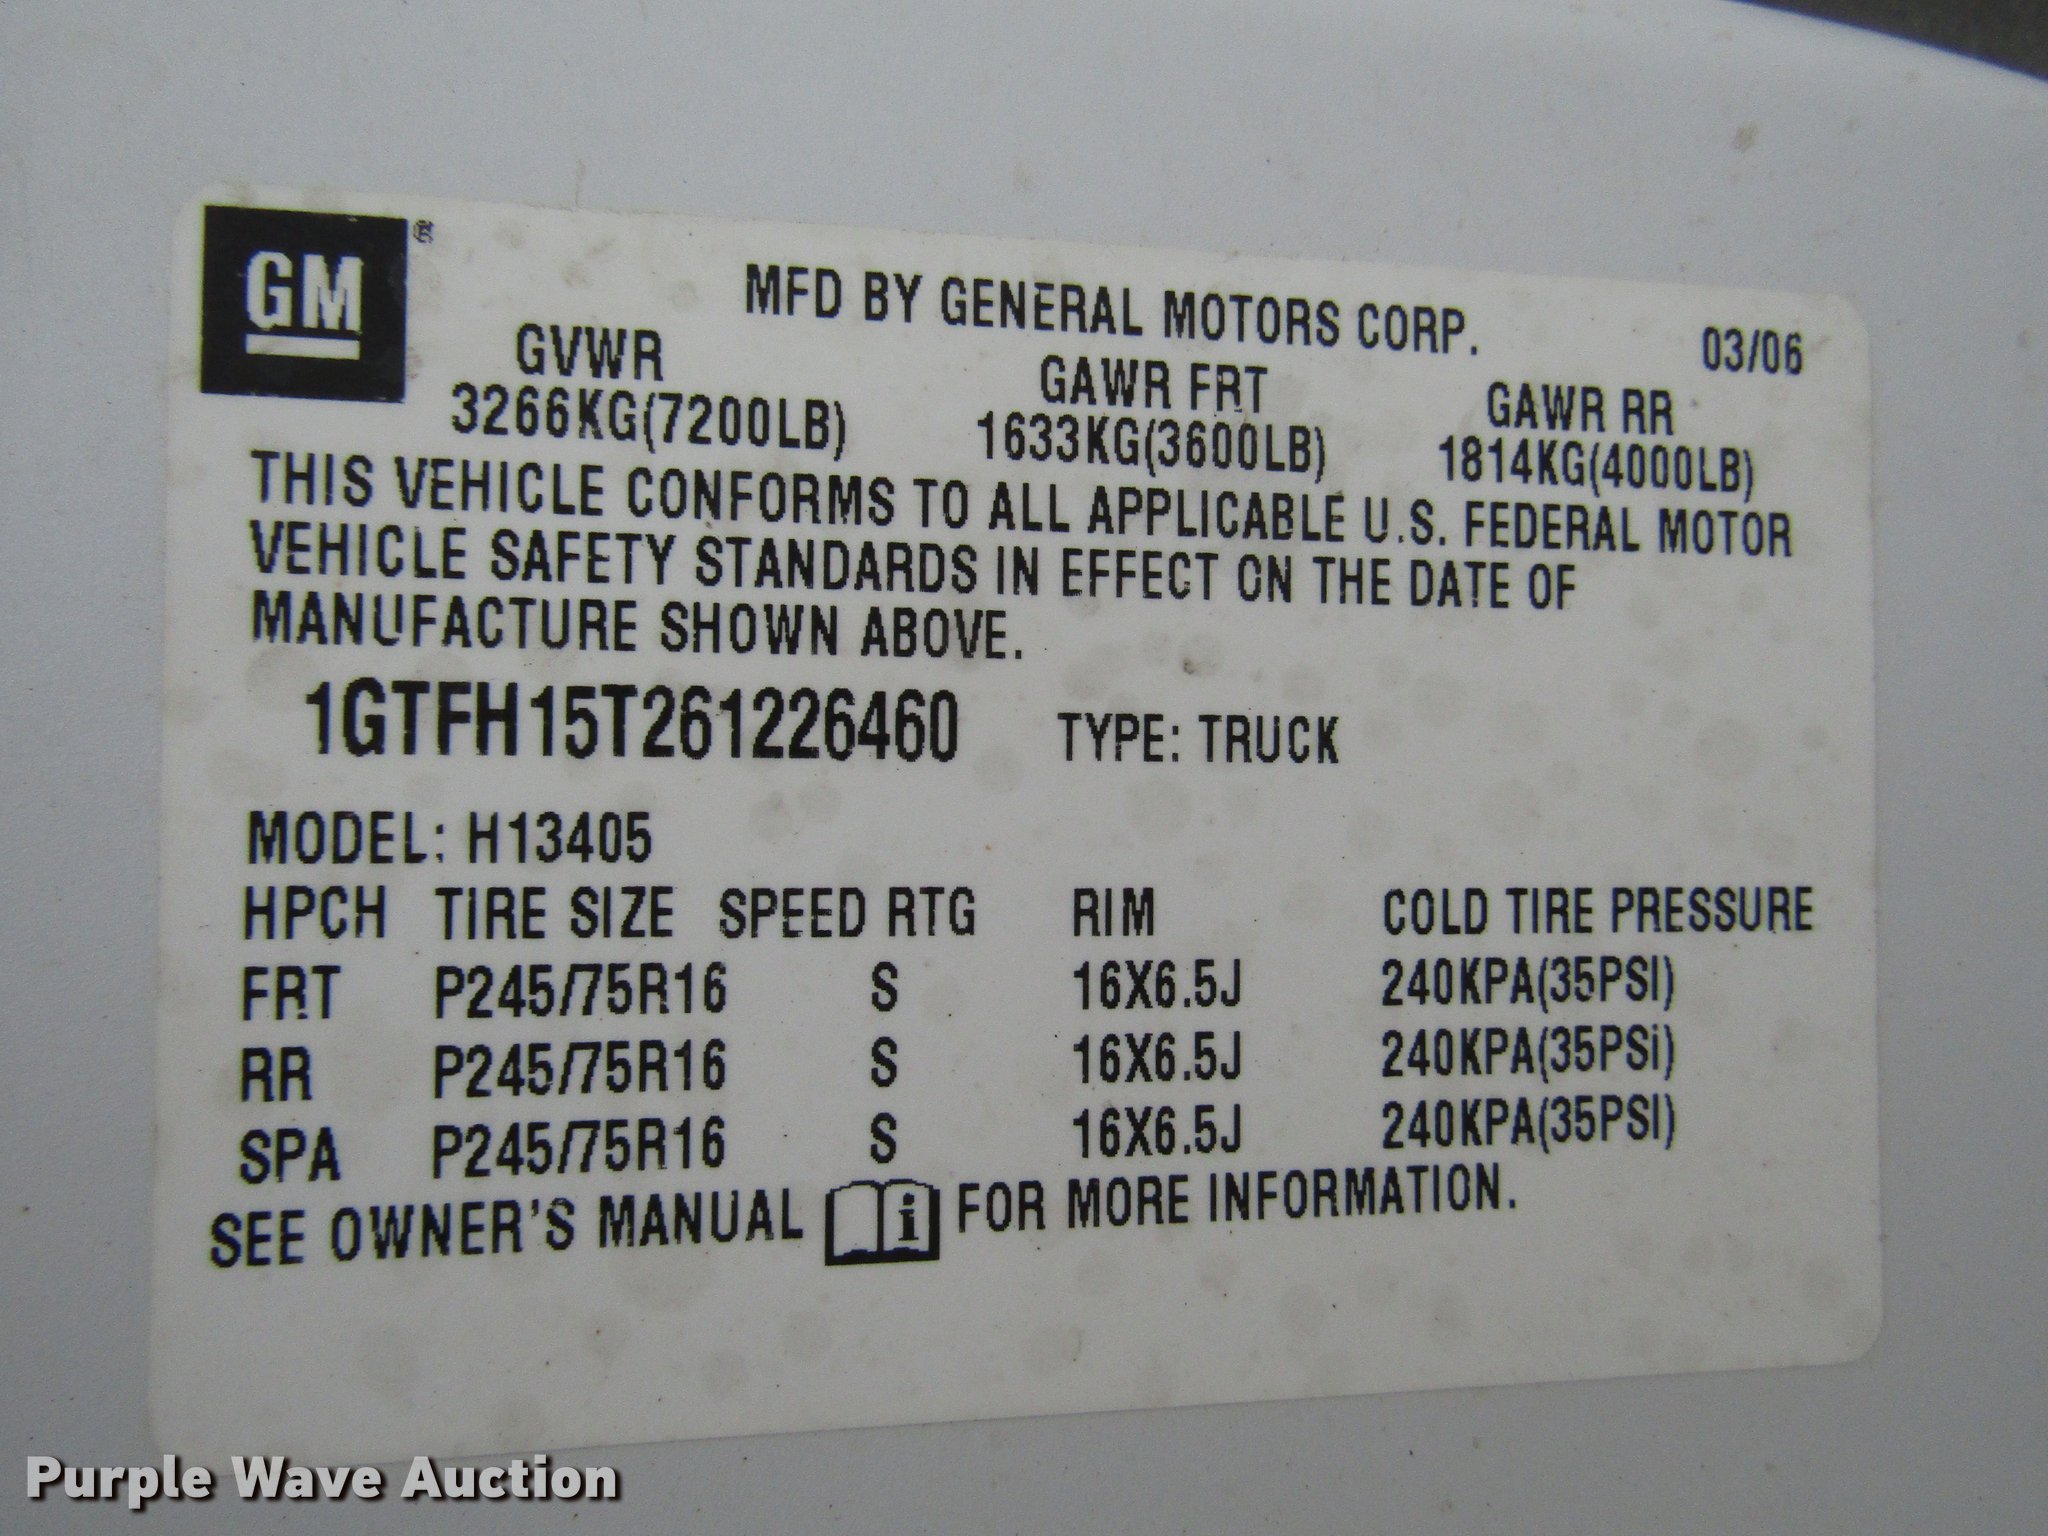 GM®
MFD BY GENERAL MOTORS CORP. 03/06
GVWR GAWR FRT GAWR RR
3266KG(7200LB) 1633KG(3600LB) 1814KG(4000LB)
THIS VEHICLE CONFORMS TO ALL APPLICABLE U.S. FEDERAL MOTOR
VEHICLE SAFETY STANDARDS IN EFFECT ON THE DATE OF
MANUFACTURE SHOWN ABOVE.
1GTFH15T261226460 TYPE: TRUCK
MODEL: H13405
HPCH TIRE SIZE SPEED RTG RIM COLD TIRE PRESSURE
FRT P245/75R16 S 16X6.5J 240KPA(35PSI)
RR P245/75R16 S 16X6.5J 240KPA(35PSi)
SPA P245/75R16 S 16X6.5J 240KPA(35PSI)
SEE OWNER'S MANUAL i FOR MORE INFORMATION.
Purple Wave Auction